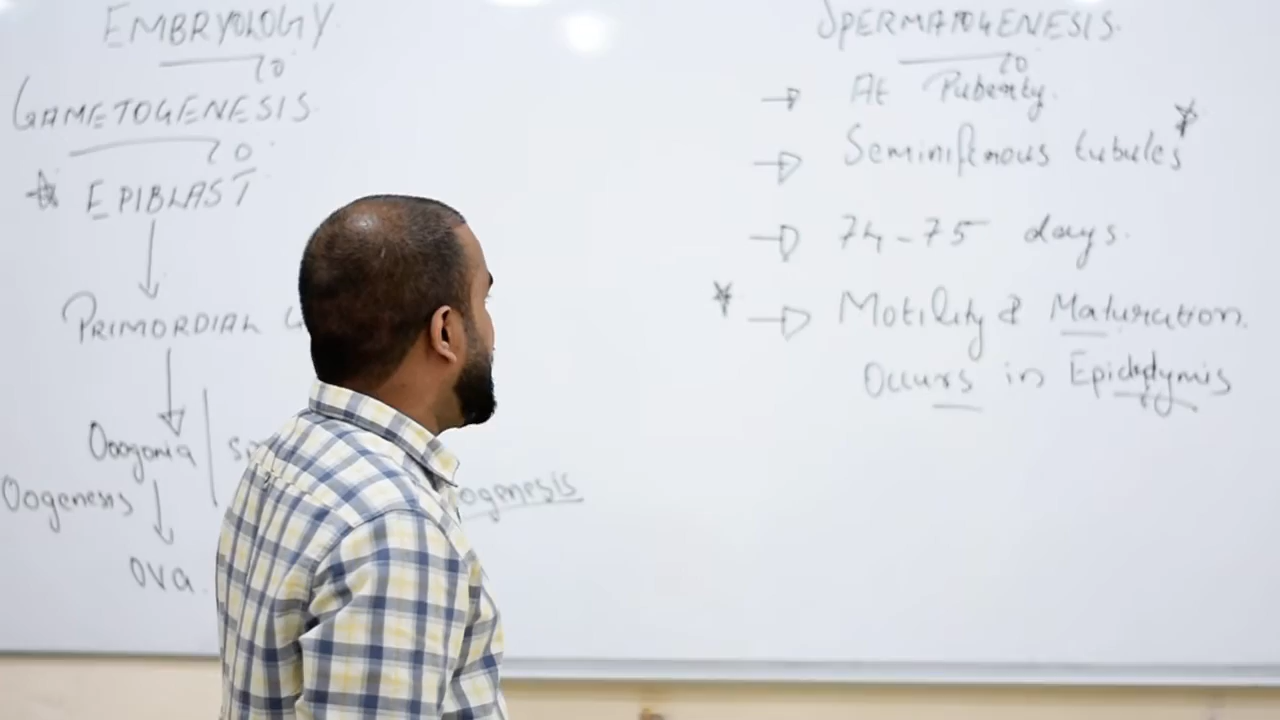 EMBRYOLOGY
GAMETOGENESIS
EPIBLAST
PRIMORDIAL
Oogonia
Oogenesis
Ova
ogenesis
SPERMATOGENESIS
At Puberty.
Seminiferous tubules
74-75 days.
Motility & Maturation.
Occurs in Epididymis